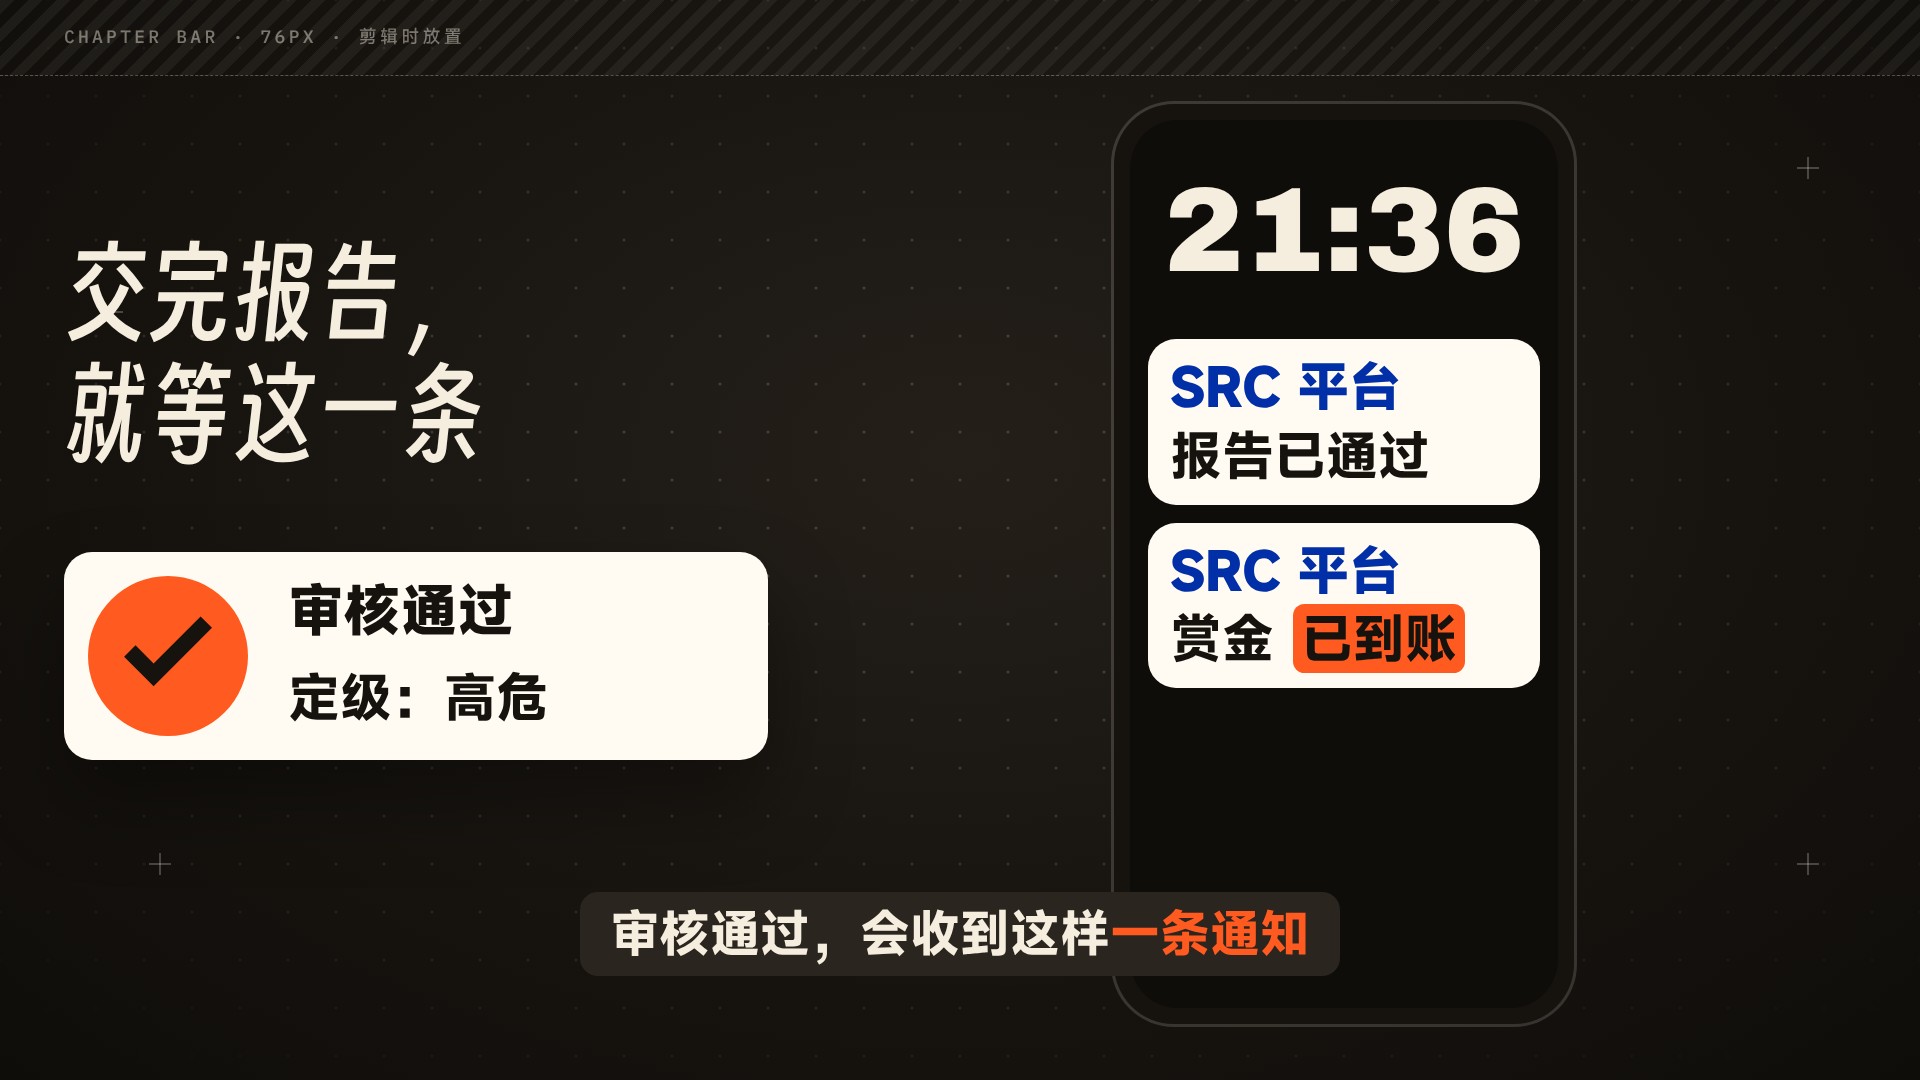 CHAPTER BAR · 76PX · 剪辑时放置
交完报告，
就等这一条
审核通过
定级：高危
21:36
SRC 平台
报告已通过
SRC 平台
赏金 已到账
审核通过，会收到这样一条通知